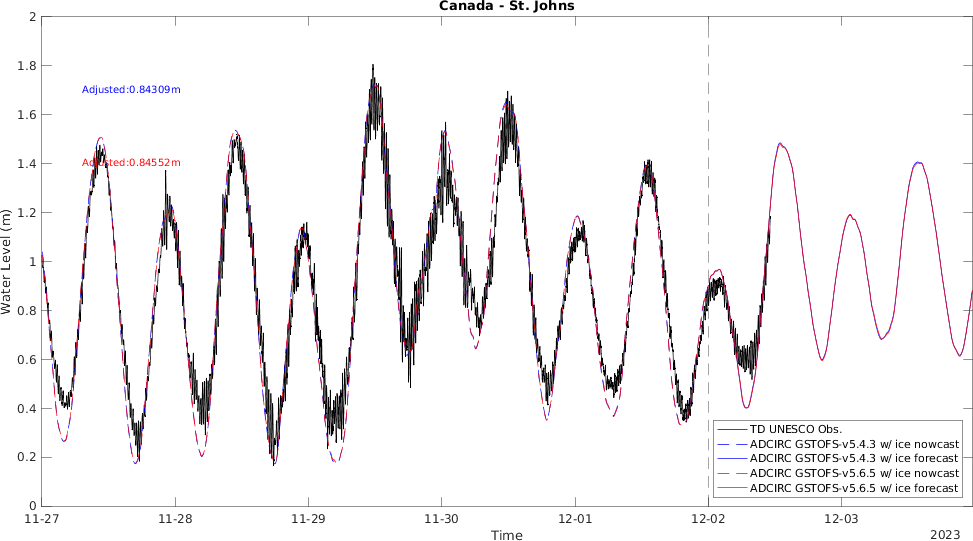 Canada - St. Johns
2
1.8
1.6
1.4
1.2
1
0.8
0.6
0.4
0.2
0
Water Level (m)
Adjusted:0.84309m
Adjusted:0.84552m
TD UNESCO Obs.
ADCIRC GSTOFS-v5.4.3 w/ ice nowcast
ADCIRC GSTOFS-v5.4.3 w/ ice forecast
ADCIRC GSTOFS-v5.6.5 w/ ice nowcast
ADCIRC GSTOFS-v5.6.5 w/ ice forecast
11-27 11-28 11-29 11-30 12-01 12-02 12-03
Time
2023